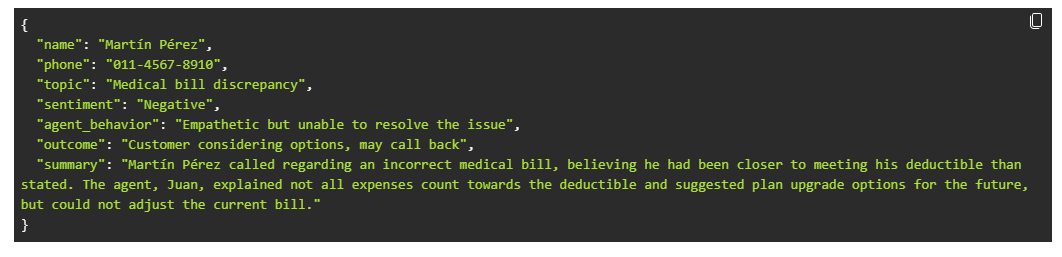 {
  "name": "Martín Pérez",
  "phone": "011-4567-8910",
  "topic": "Medical bill discrepancy",
  "sentiment": "Negative",
  "agent_behavior": "Empathetic but unable to resolve the issue",
  "outcome": "Customer considering options, may call back",
  "summary": "Martín Pérez called regarding an incorrect medical bill, believing he had been closer to meeting his deductible than
stated. The agent, Juan, explained not all expenses count towards the deductible and suggested plan upgrade options for the future,
but could not adjust the current bill."
}